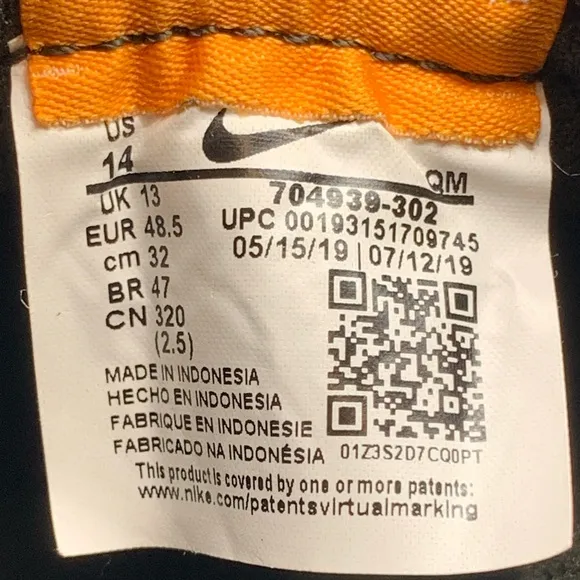 US
14
QM
UK 13
704939-302
EUR 48.5
UPC 00193151709745
cm 32
05/15/19 | 07/12/19
BR 47
CN 320
(2.5)
MADE IN INDONESIA
HECHO EN INDONESIA
FABRIQUE EN INDONESIE
FABRICADO NA INDONÉSIA
01Z3S2D7CQ0PT
This product is covered by one or more patents:
www.nike.com/patentsvirtualmarking